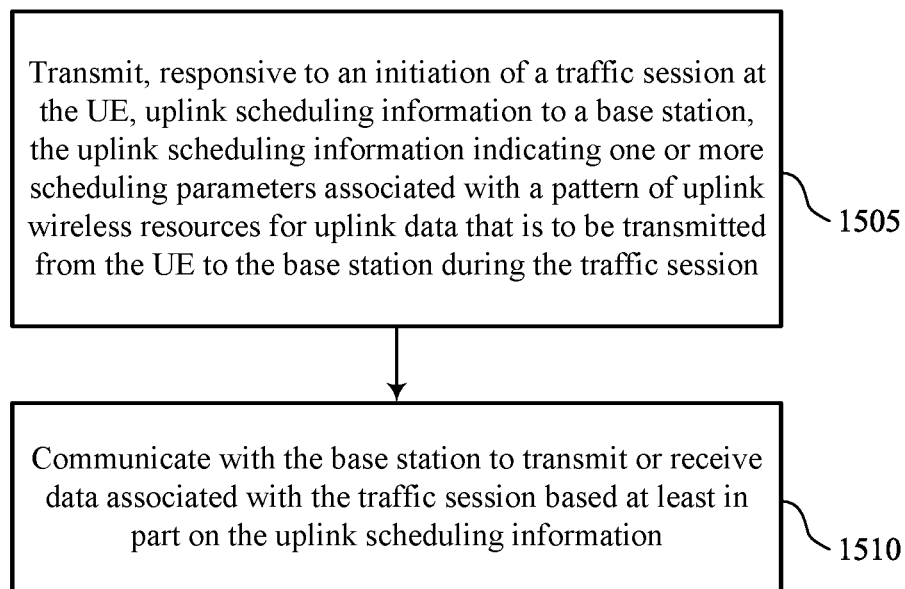 Transmit, responsive to an initiation of a traffic session at
the UE, uplink scheduling information to a base station,
the uplink scheduling information indicating one or more
scheduling parameters associated with a pattern of uplink
wireless resources for uplink data that is to be transmitted
from the UE to the base station during the traffic session
1505
Communicate with the base station to transmit or receive
data associated with the traffic session based at least in
part on the uplink scheduling information
1510